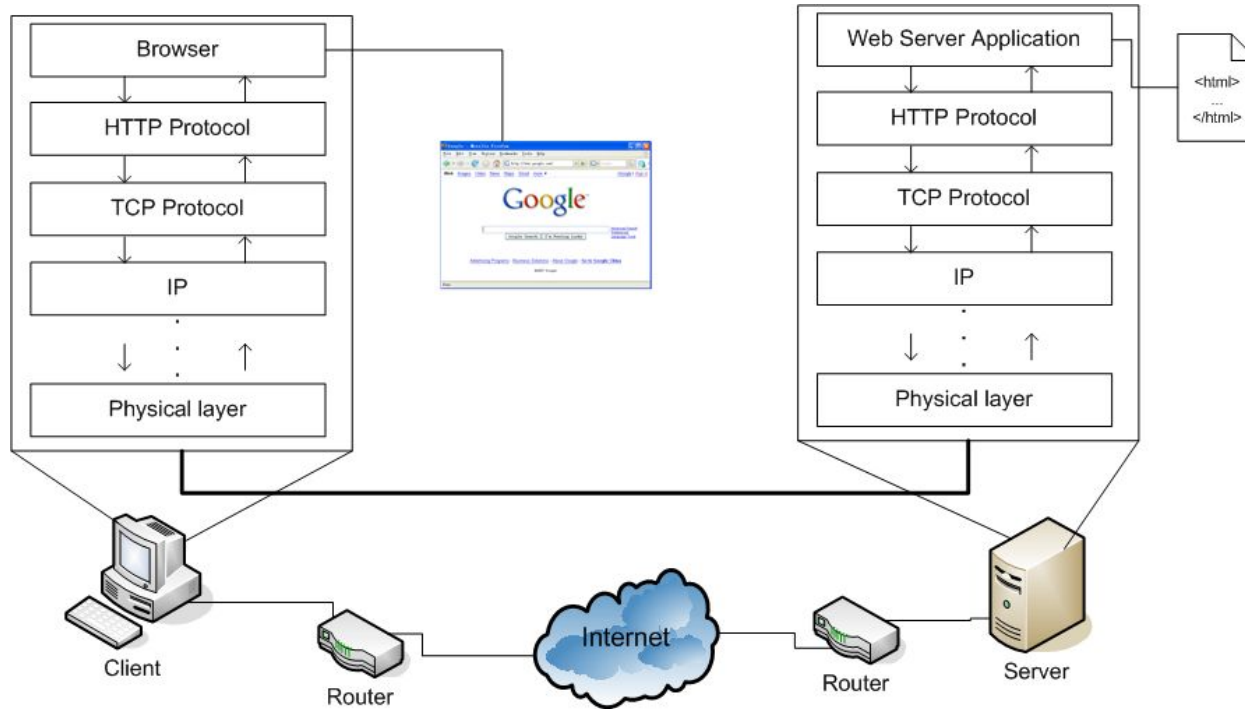 Browser
HTTP Protocol
TCP Protocol
IP
Physical layer
Google
Web Server Application
HTTP Protocol
TCP Protocol
IP
Physical layer
<html>
...
</html>
Client
Router
Internet
Router
Server